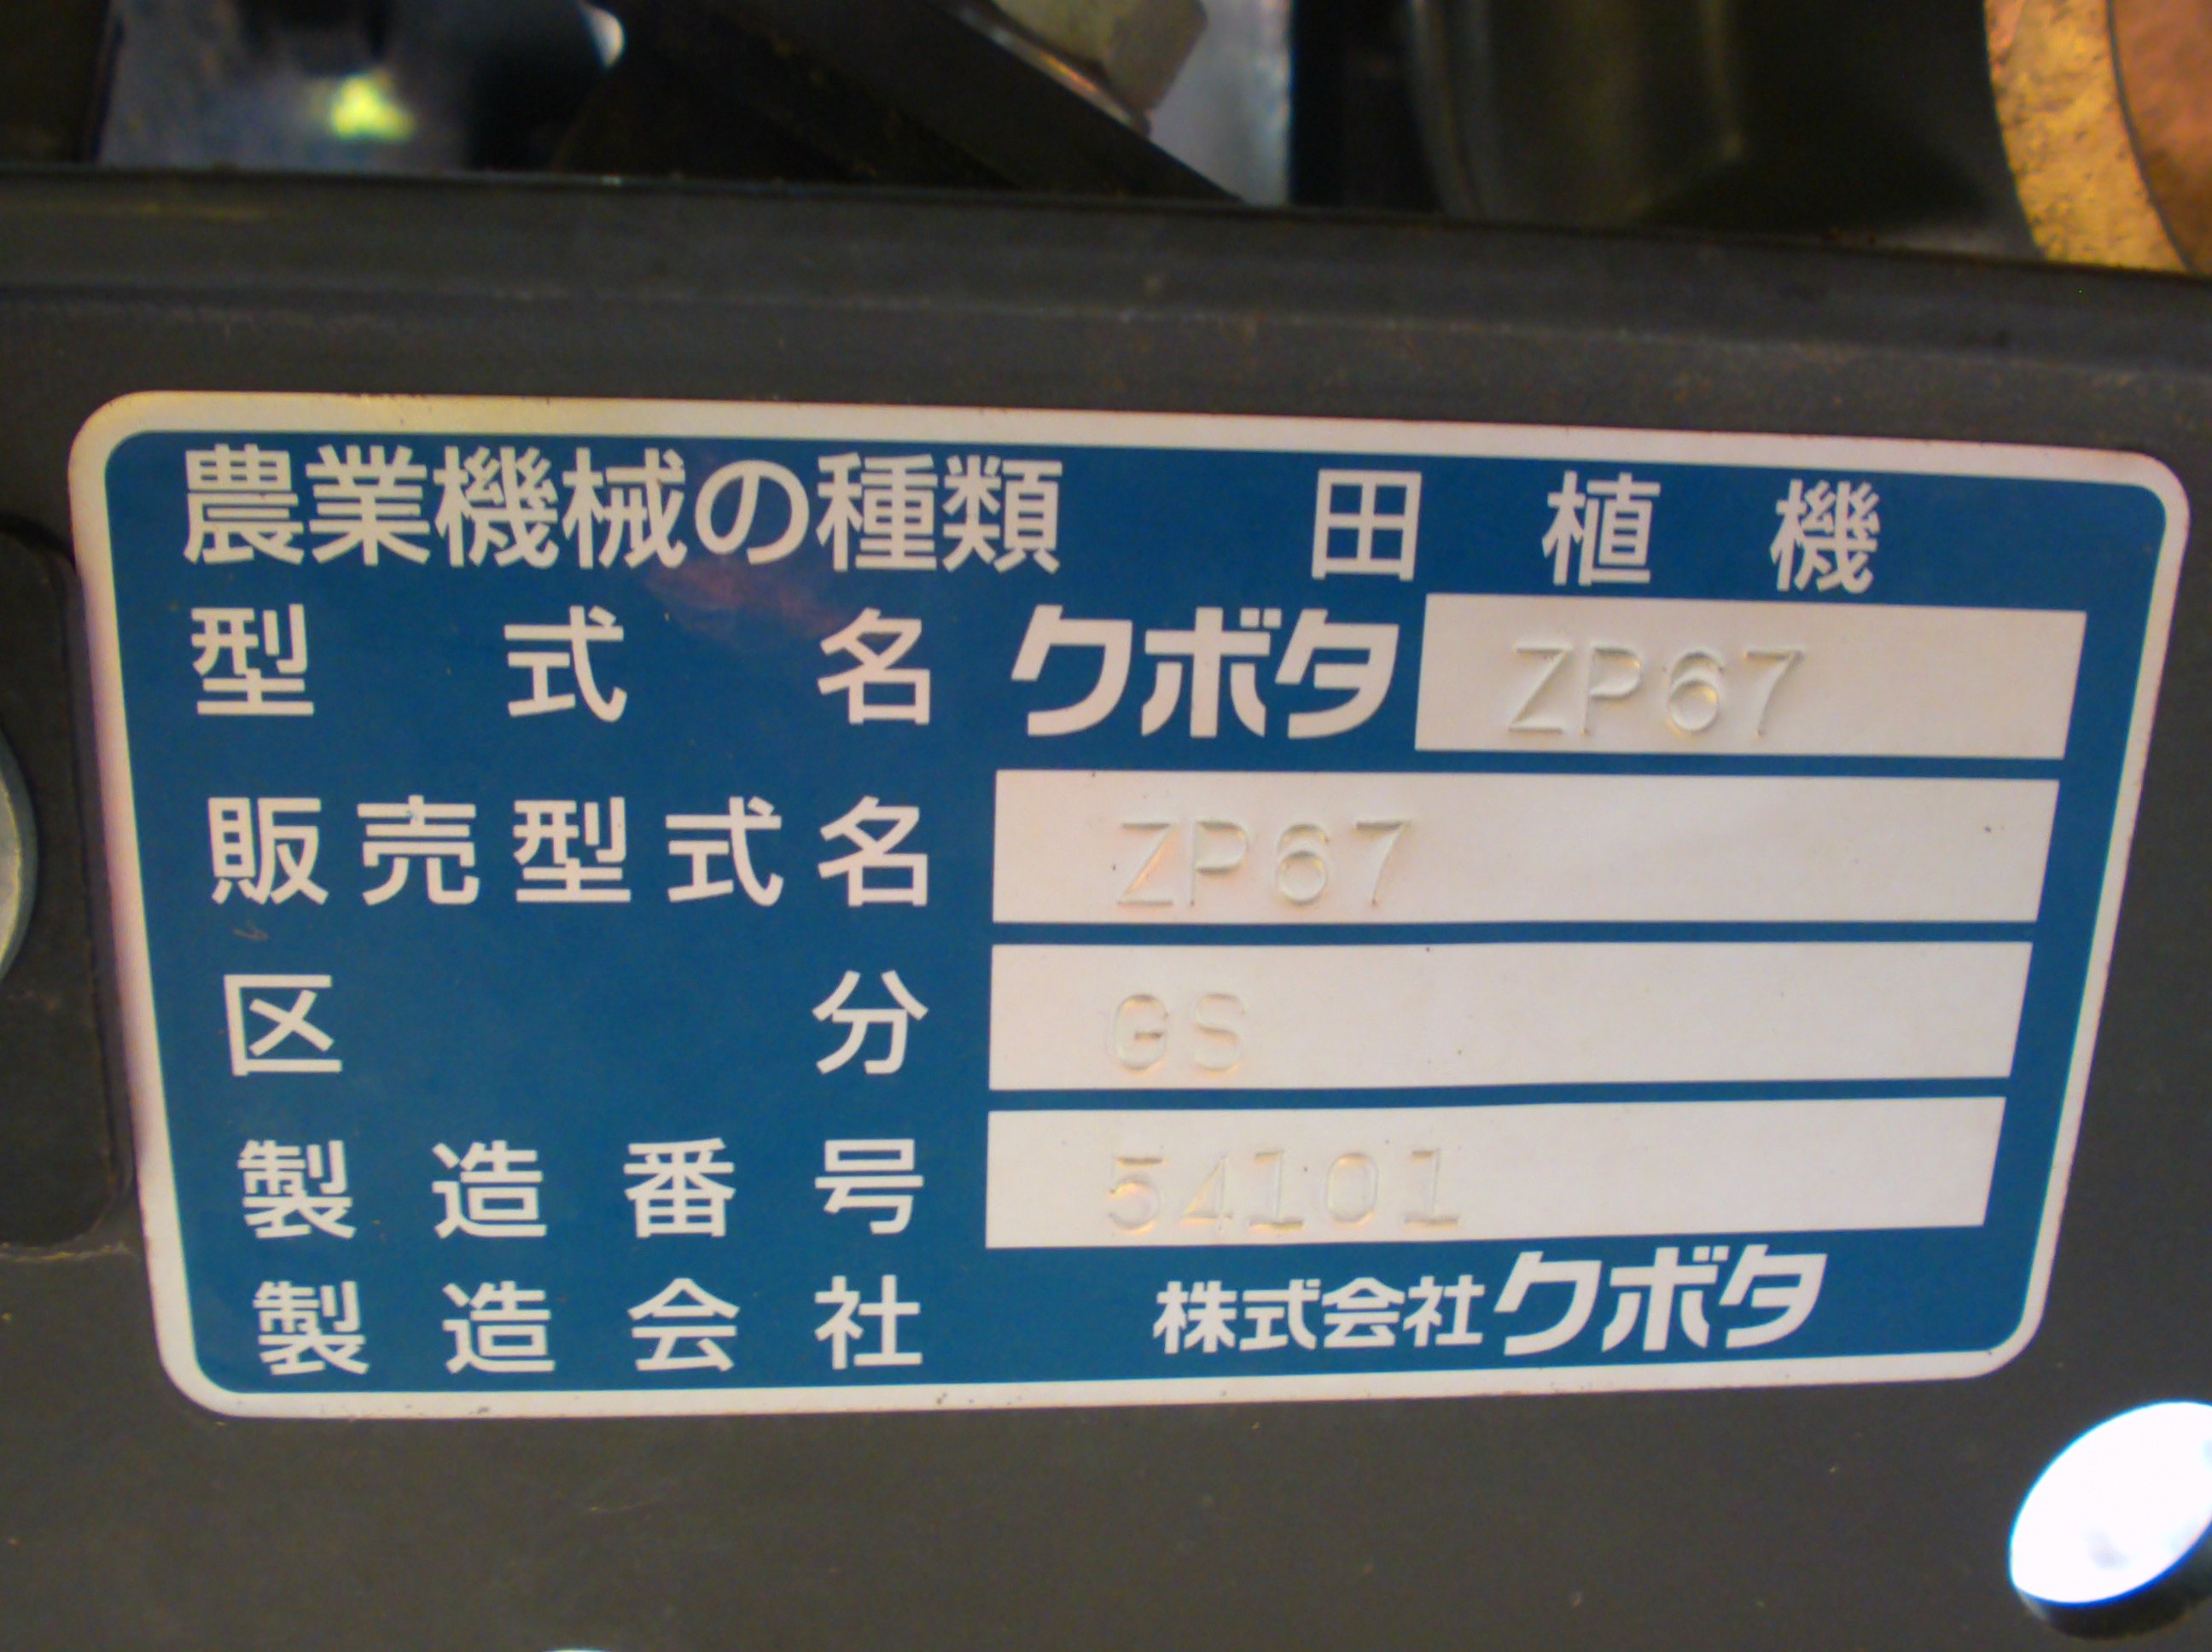 農業機械の種類 田植機
型式名 クボタ ZP67
販売型式名 ZP67
区分 GS
製造番号 54101
製造会社 株式会社クボタ